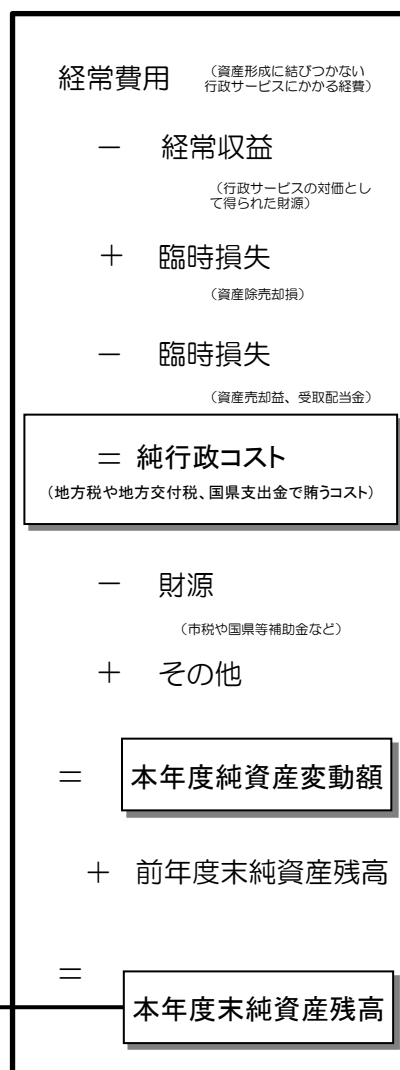 経常費用
（資産形成に結びつかない
行政サービスにかかる経費）
－ 経常収益
（行政サービスの対価とし
て得られた財源）
＋ 臨時損失
（資産除売却損）
－ 臨時損失
（資産売却益、受取配当金）
＝ 純行政コスト
（地方税や地方交付税、国県支出金で賄うコスト）
－ 財源
（市税や国県等補助金など）
＋ その他
＝ 本年度純資産変動額
＋ 前年度末純資産残高
＝
本年度末純資産残高